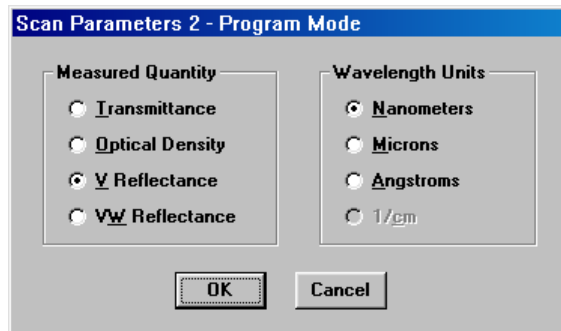 Scan Parameters 2 - Program Mode
Measured Quantity
Transmittance
Optical Density
V Reflectance
VW Reflectance
Wavelength Units
Nanometers
Microns
Angstroms
1/cm
OK
Cancel